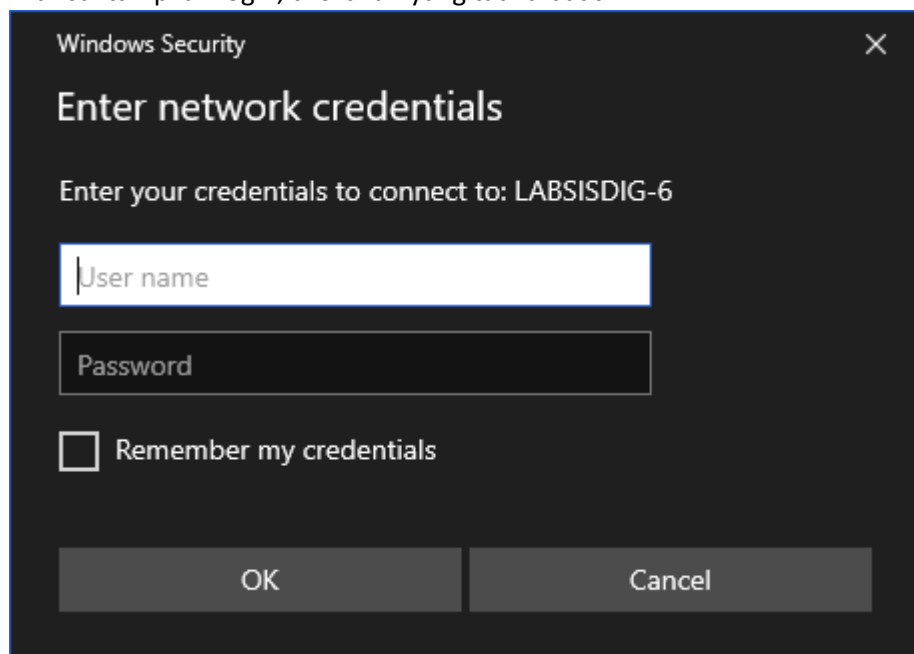 Windows Security
Enter network credentials
Enter your credentials to connect to: LABSISDIG-6
User name
Password
Remember my credentials
OK
Cancel